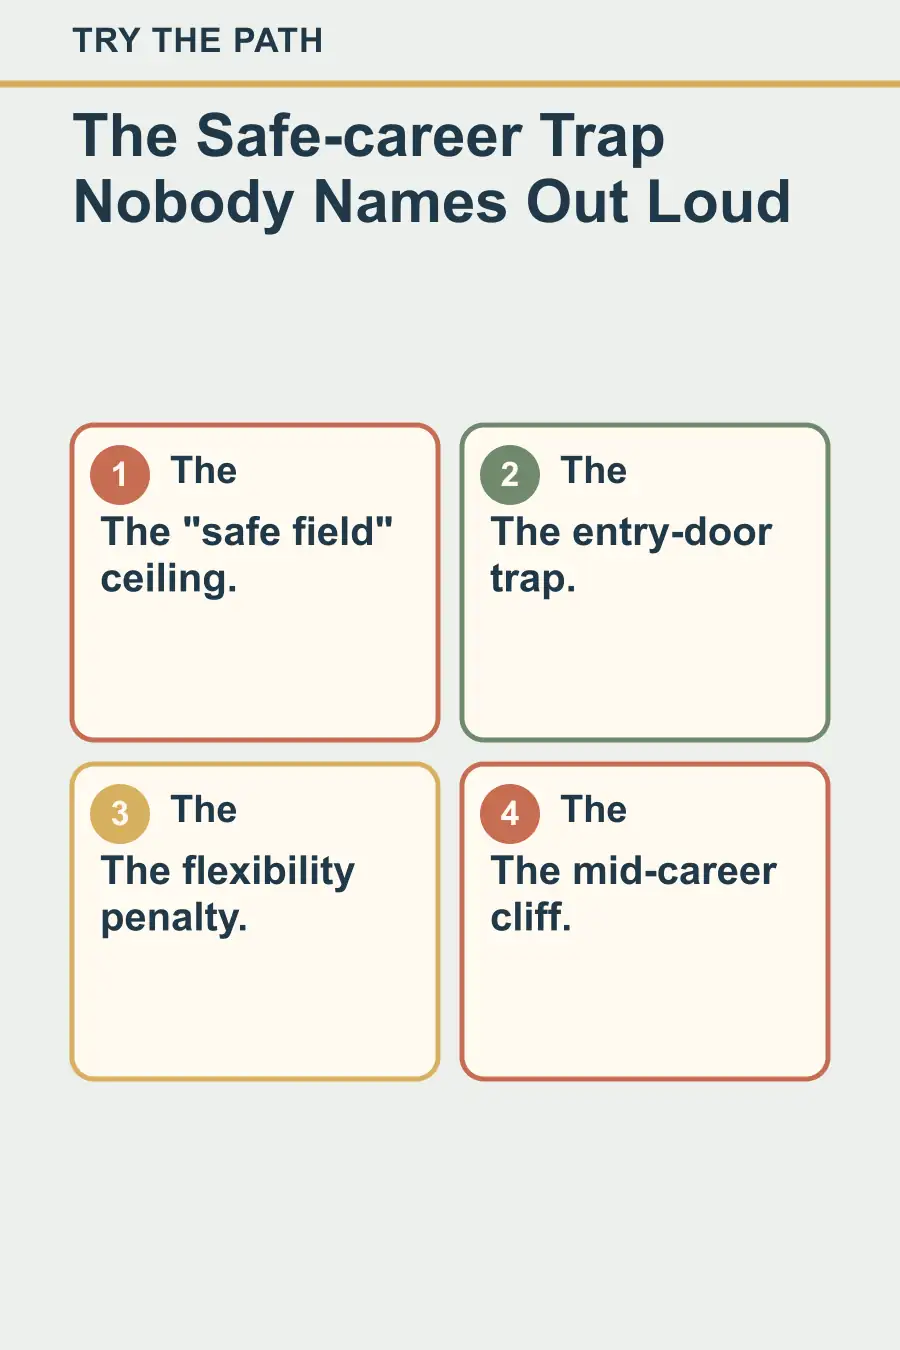 TRY THE PATH
The Safe-career Trap
Nobody Names Out Loud
1 The
The "safe field"
ceiling.
2 The
The entry-door
trap.
3 The
The flexibility
penalty.
4 The
The mid-career
cliff.